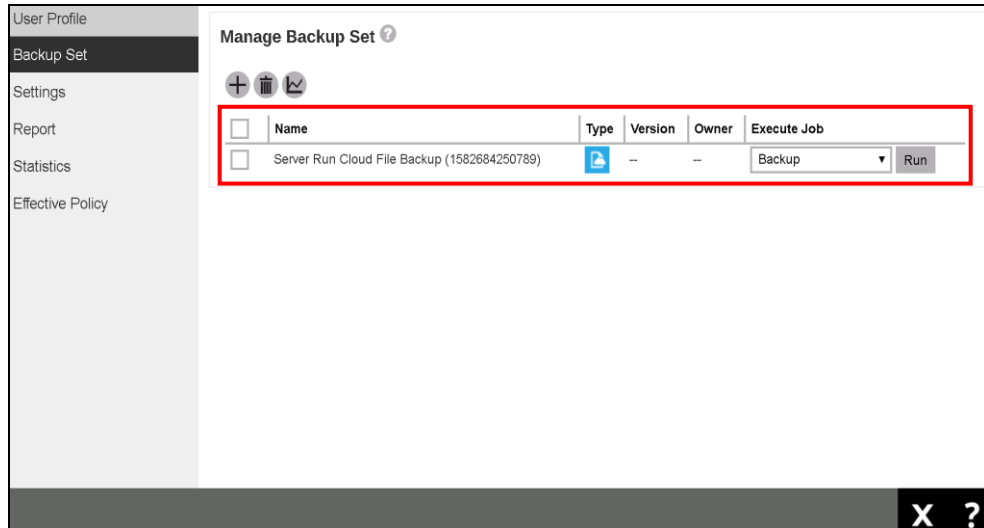 User Profile
Backup Set
Settings
Report
Statistics
Effective Policy
Manage Backup Set ?
Name Type Version Owner Execute Job
Server Run Cloud File Backup (1582684250789) -- -- Backup Run
X ?